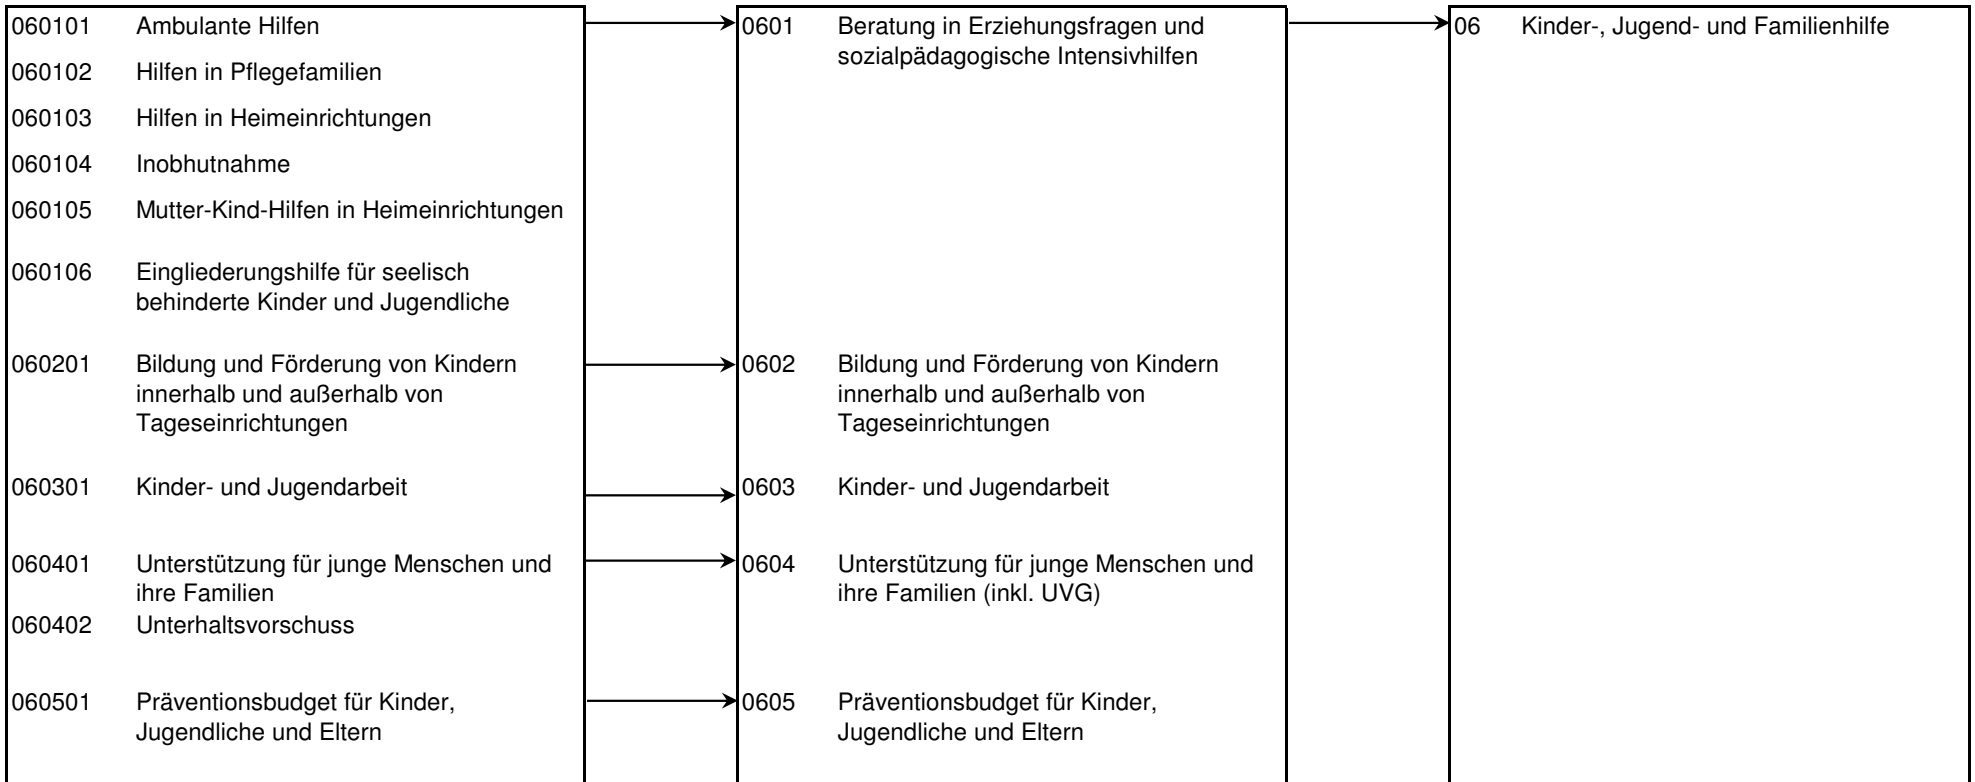 060101 Ambulante Hilfen 0601 Beratung in Erziehungsfragen und 06 Kinder-, Jugend- und Familienhilfe
sozialpädagogische Intensivhilfen
060102 Hilfen in Pflegefamilien
060103 Hilfen in Heimeinrichtungen
060104 Inobhutnahme
060105 Mutter-Kind-Hilfen in Heimeinrichtungen
060106 Eingliederungshilfe für seelisch
behinderte Kinder und Jugendliche
060201 Bildung und Förderung von Kindern 0602 Bildung und Förderung von Kindern
innerhalb und außerhalb von innerhalb und außerhalb von
Tageseinrichtungen Tageseinrichtungen
060301 Kinder- und Jugendarbeit 0603 Kinder- und Jugendarbeit
060401 Unterstützung für junge Menschen und 0604 Unterstützung für junge Menschen und
ihre Familien ihre Familien (inkl. UVG)
060402 Unterhaltsvorschuss
060501 Präventionsbudget für Kinder, 0605 Präventionsbudget für Kinder,
Jugendliche und Eltern Jugendliche und Eltern